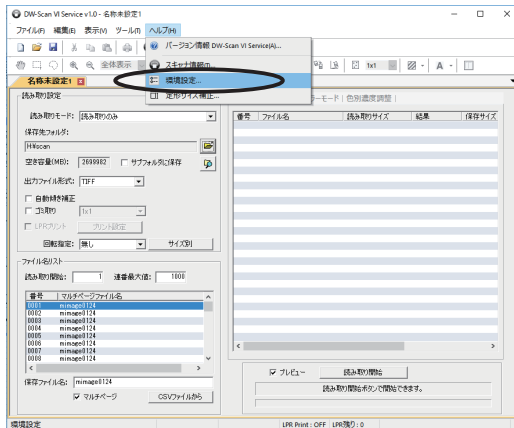 DW-Scan VI Service v1.0 - 名称未設定1
ファイル(F) 編集(E) 表示(V) ツール(T) ヘルプ(H)
バージョン情報 DW-Scan VI Service(A)...
全体表示 スキャナ情報(I)... 1x1 A
名称未設定1 環境設定...
定形サイズ補正...
読み取り設定 ラーモード 色別濃度調整
読み取りモード: 読み取りのみ
番号 ファイル名 読み取りサイズ 結果 保存サイズ
保存先フォルダ:
H:¥scan
空き容量(MB): 2699982 サブフォルダに保存
出力ファイル形式: TIFF
自動傾き補正
ゴミ取り 1x1
LPRプリント プリント設定
回転指定: 無し サイズ別
ファイル名リスト
読み取り開始: 1 連番最大値: 1000
番号 マルチページファイル名
0001 mimage0124
0002 mimage0124
0003 mimage0124
0004 mimage0124
0005 mimage0124
0006 mimage0124
0007 mimage0124
0008 mimage0124
プレビュー 読み取り開始
保存ファイル名: mimage0124
読み取り開始ボタンで開始できます。
マルチページ CSVファイルから
環境設定 LPR Print : OFF LPR残り : 0